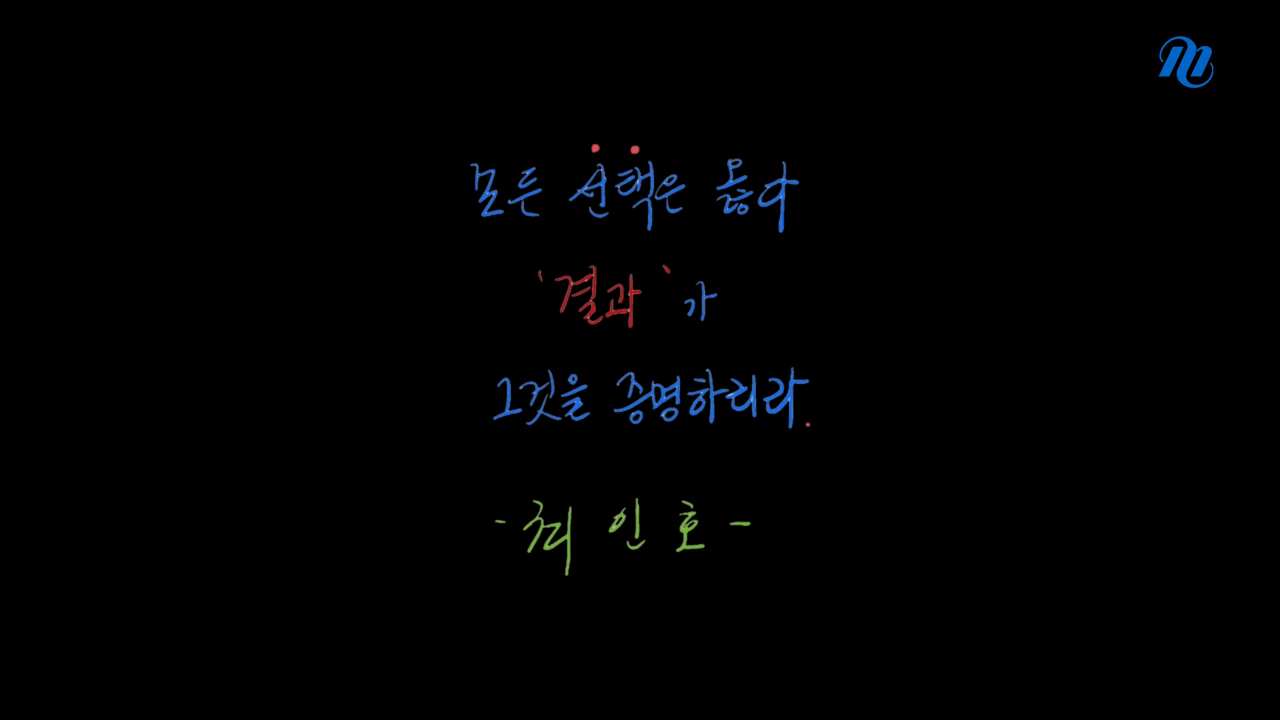 모든 선택은 옳다
'결과'가
그것을 증명하리라.
- 최 인 호 -